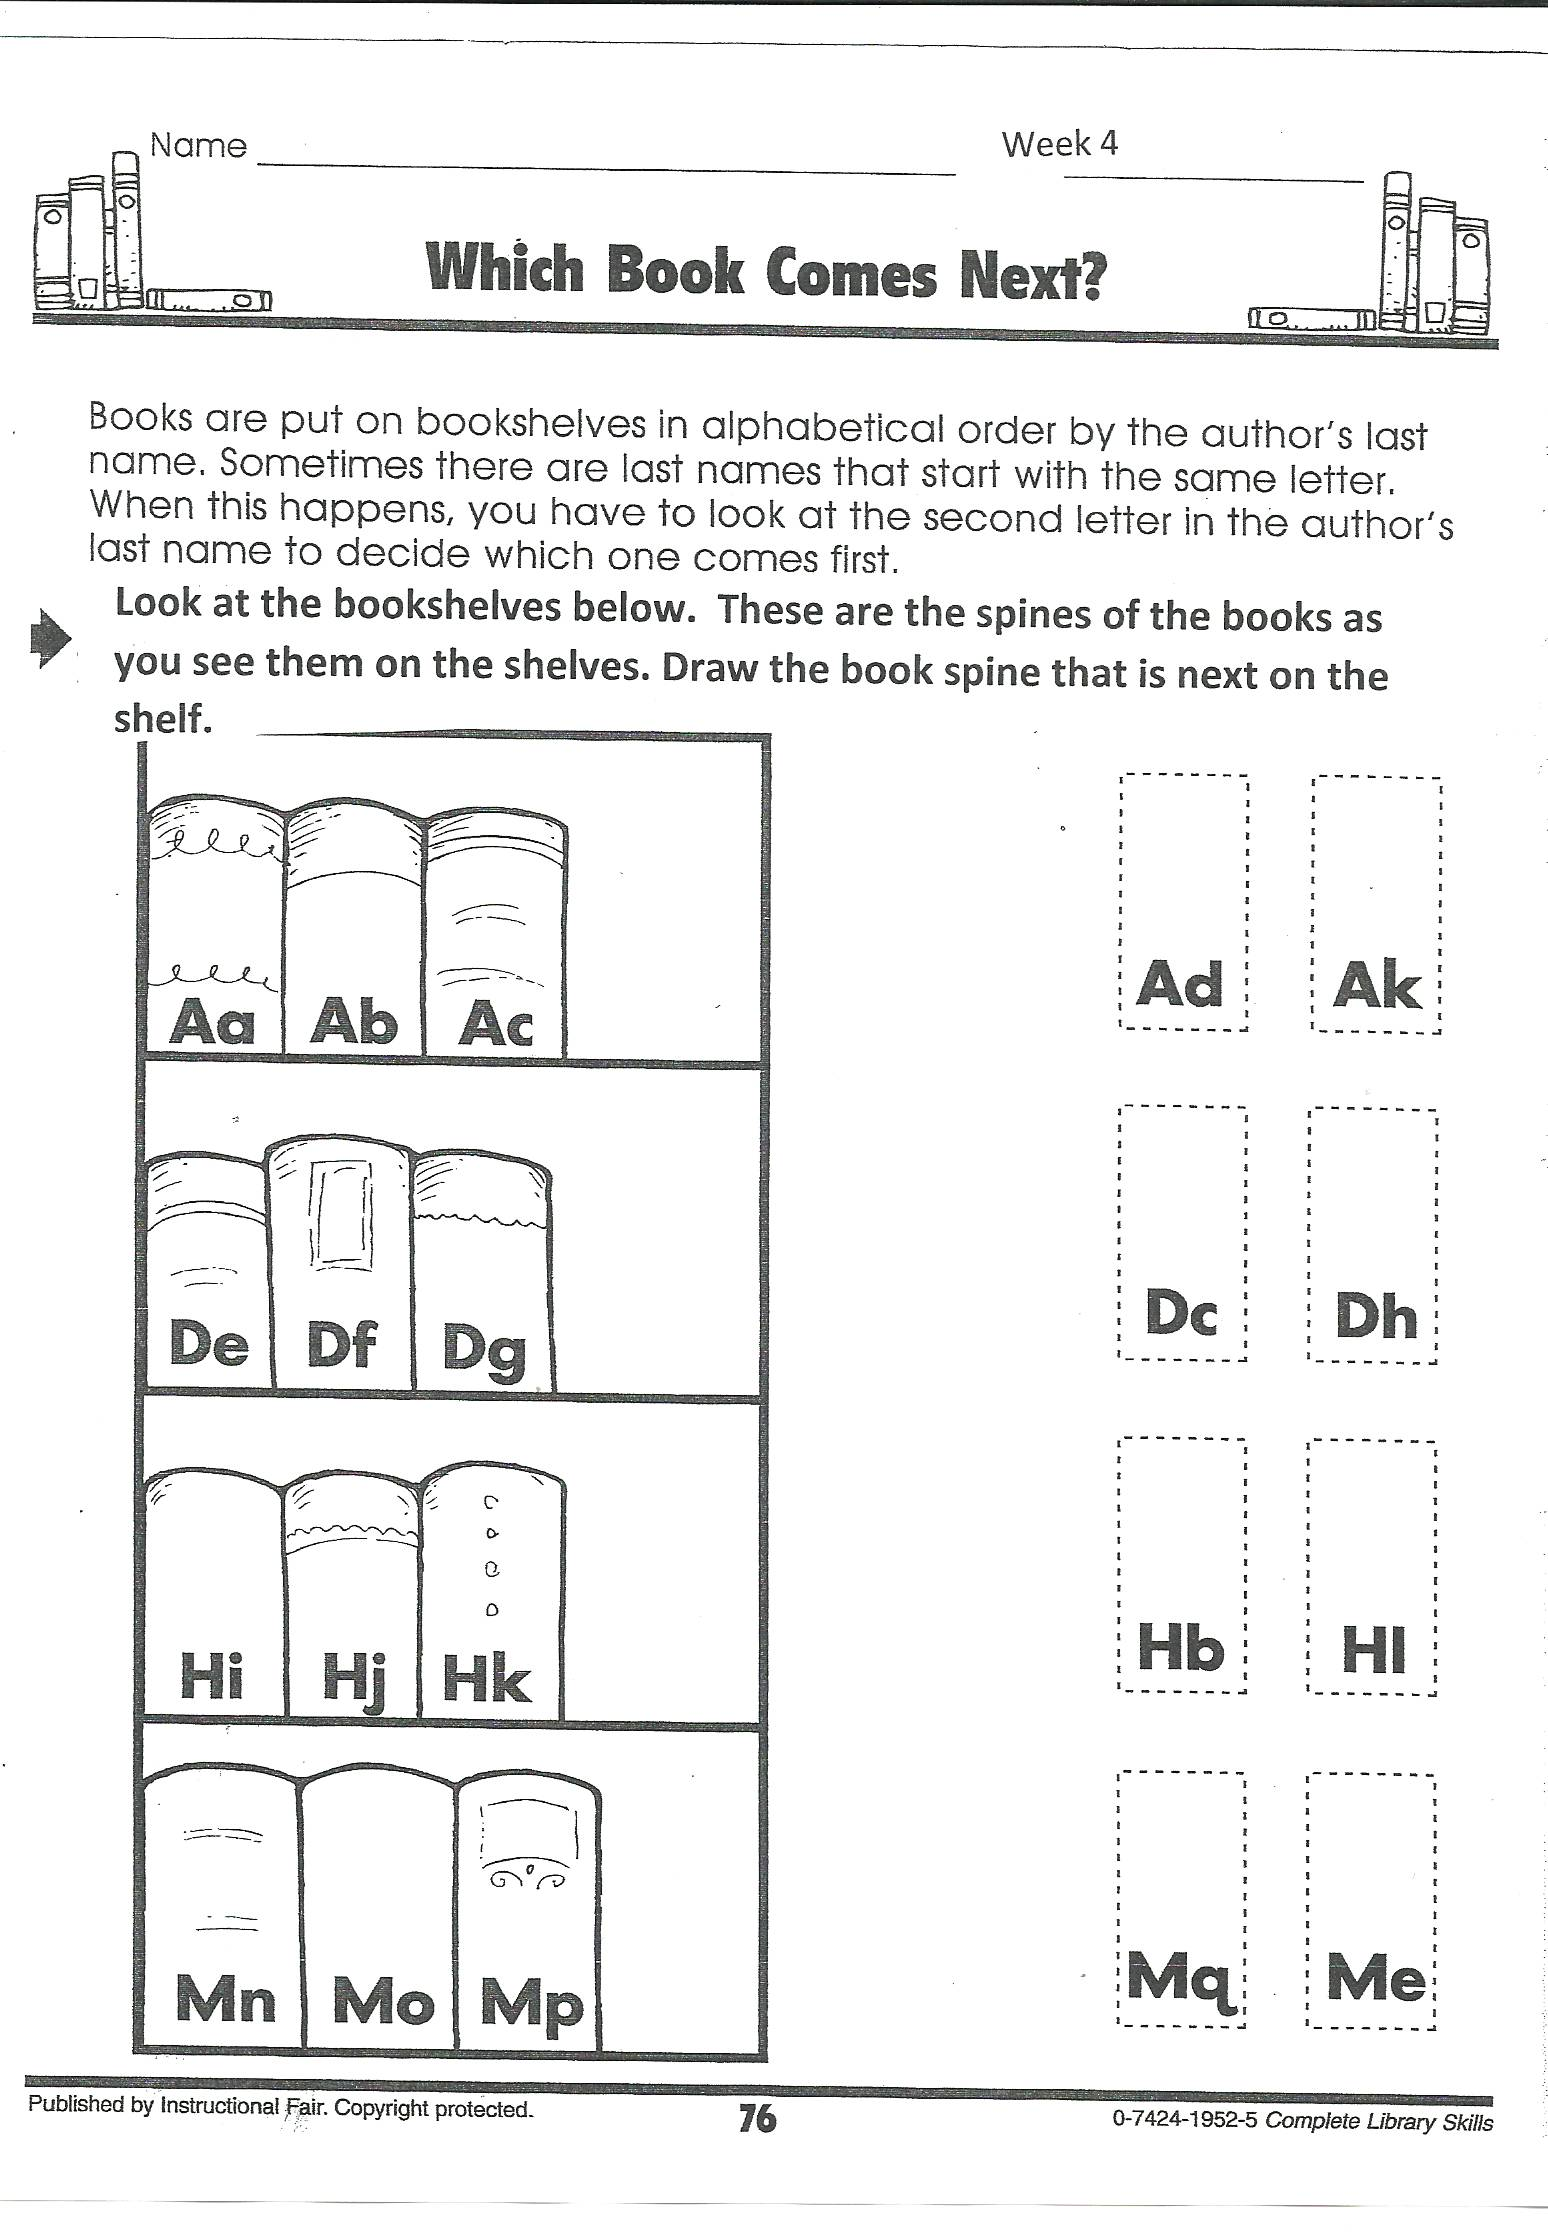 Name
Week 4
Which Book Comes Next?
Books are put on bookshelves in alphabetical order by the author's last
name. Sometimes there are last names that start with the same letter.
When this happens, you have to look at the second letter in the author's
last name to decide which one comes first.
Look at the bookshelves below. These are the spines of the books as
you see them on the shelves. Draw the book spine that is next on the
shelf.
Aa Ab Ac
Ad Ak
De Df Dg
Dc Dh
Hi Hj Hk
Hb Hl
Mn Mo Mp
Mq Me
Published by Instructional Fair. Copyright protected.
76
0-7424-1952-5 Complete Library Skills